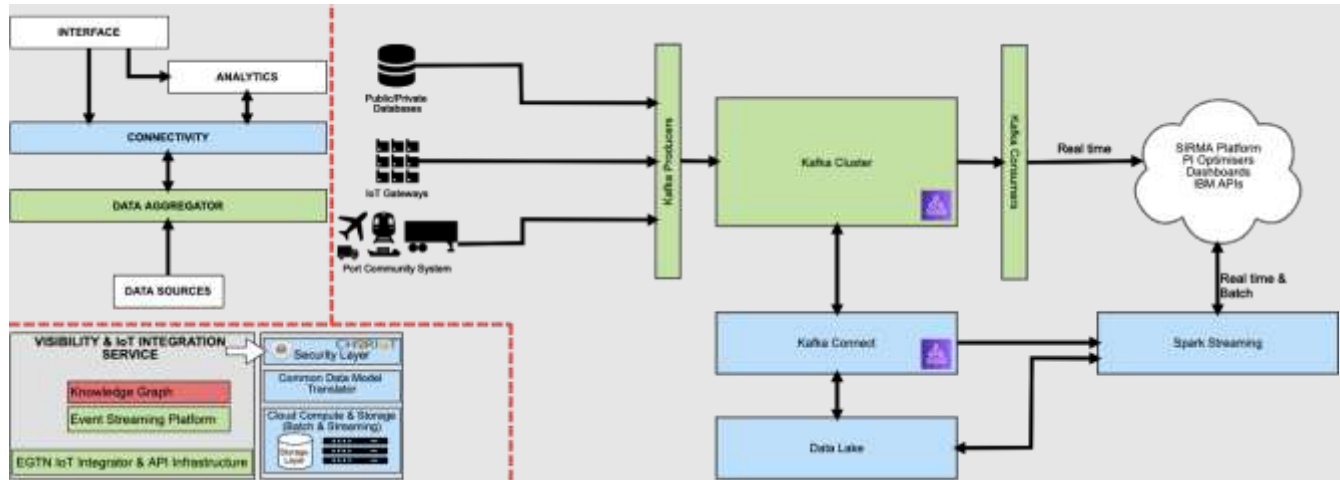 INTERFACE
ANALYTICS
CONNECTIVITY
DATA AGGREGATOR
DATA SOURCES
Public/Private
Databases
IoT Gateways
Port Community System
Kafka Producers
Kafka Cluster
Kafka Consumers
Real time
SIRMA Platform
PI Optimisers
Dashboards
IBM APIs
Real time &
Batch
Kafka Connect
Spark Streaming
Data Lake
VISIBILITY & IoT INTEGRATION
SERVICE
Knowledge Graph
Event Streaming Platform
EGTN IoT Integrator & API Infrastructure
Security Layer
Common Data Model
Translator
Cloud Compute & Storage
(Batch & Streaming)
Storage
Layer